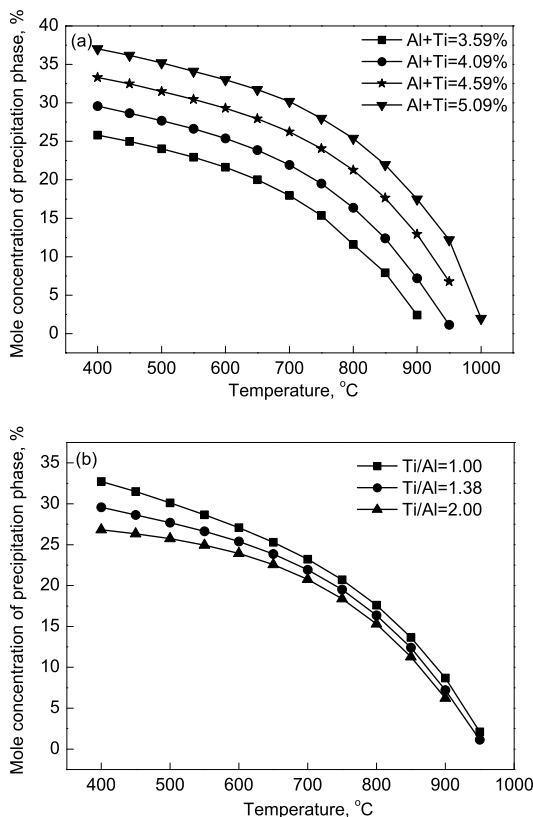 40
35
30
25
20
15
10
5
0
Mole concentration of precipitation phase, %
(a)
Al+Ti=3.59%
Al+Ti=4.09%
Al+Ti=4.59%
Al+Ti=5.09%
400 500 600 700 800 900 1000
Temperature, °C
35
30
25
20
15
10
5
0
Mole concentration of precipitation phase, %
(b)
Ti/Al=1.00
Ti/Al=1.38
Ti/Al=2.00
400 500 600 700 800 900 1000
Temperature, °C